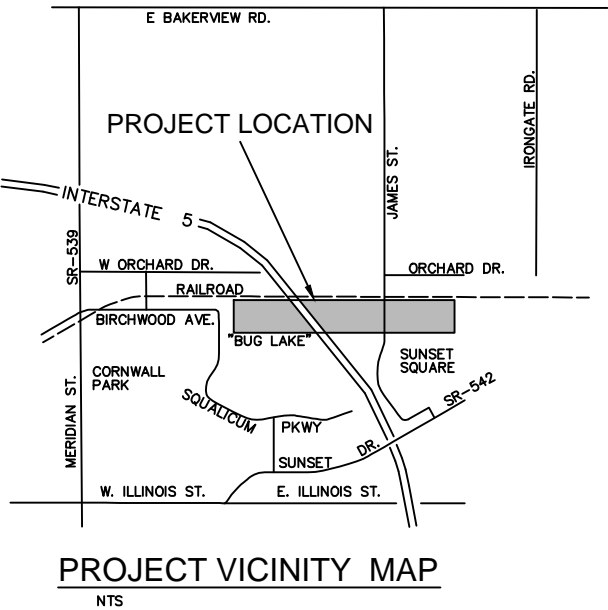 E BAKERVIEW RD.
PROJECT LOCATION
IRONGATE RD.
JAMES ST.
INTERSTATE 5
SR-539
W ORCHARD DR.
ORCHARD DR.
RAILROAD
BIRCHWOOD AVE.
"BUG LAKE"
SUNSET
SQUARE
CORNWALL
PARK
SR-542
SQUALICUM PKWY
MERIDIAN ST.
SUNSET DR.
W. ILLINOIS ST.
E. ILLINOIS ST.
PROJECT VICINITY MAP
NTS